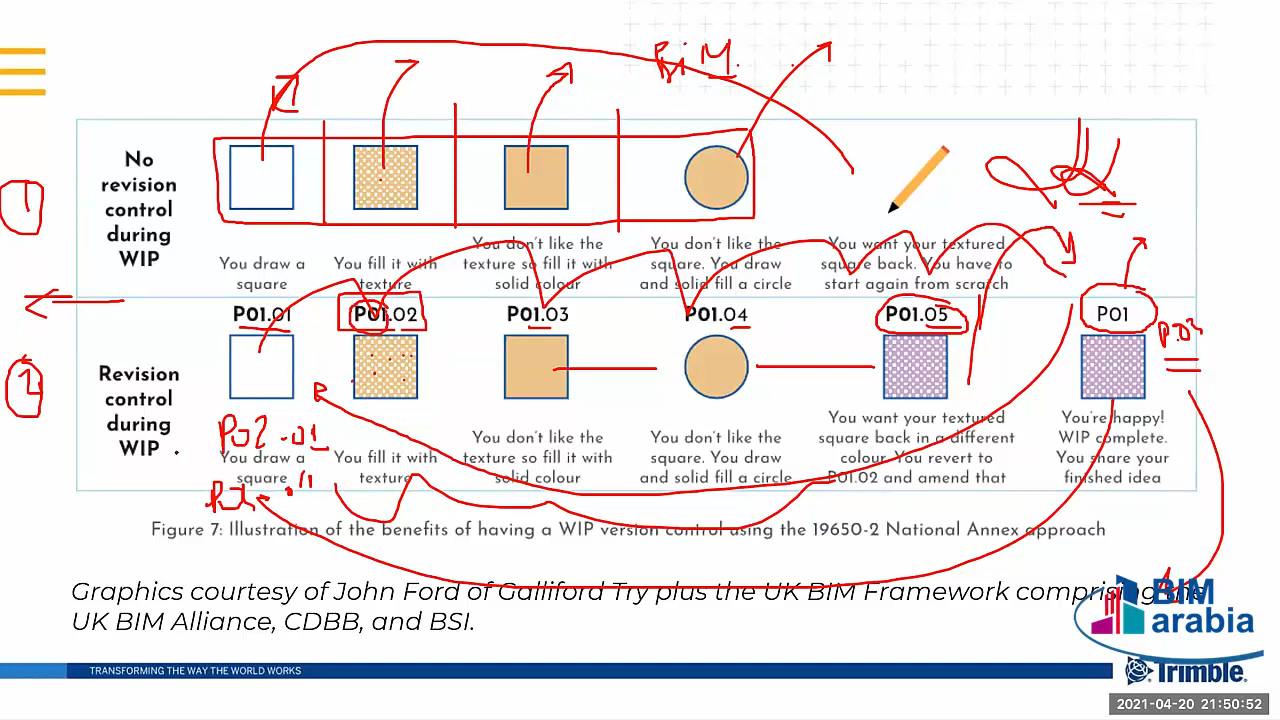 BiM
No
revision
control
during
WIP
You draw a
square
You fill it with
texture
You don't like the
texture so fill it with
solid colour
You don't like the
square. You draw
and solid fill a circle
You want your textured
square back. You have to
start again from scratch
1
P01.01
P01.02
P01.03
P01.04
P01.05
P01
2
Revision
control
during
WIP
P02.01
You draw a
square
You fill it with
texture
You don't like the
texture so fill it with
solid colour
You don't like the
square. You draw
and solid fill a circle
You want your textured
square back in a different
colour. You revert to
P01.02 and amend that
You're happy!
WIP complete.
You share your
finished idea
Figure 7: Illustration of the benefits of having a WIP version control using the 19650-2 National Annex approach
Graphics courtesy of John Ford of Galliford Try plus the UK BIM Framework comprising the
UK BIM Alliance, CDBB, and BSI.
BIM
arabia
TRANSFORMING THE WAY THE WORLD WORKS
Trimble
2021-04-20 21:50:52